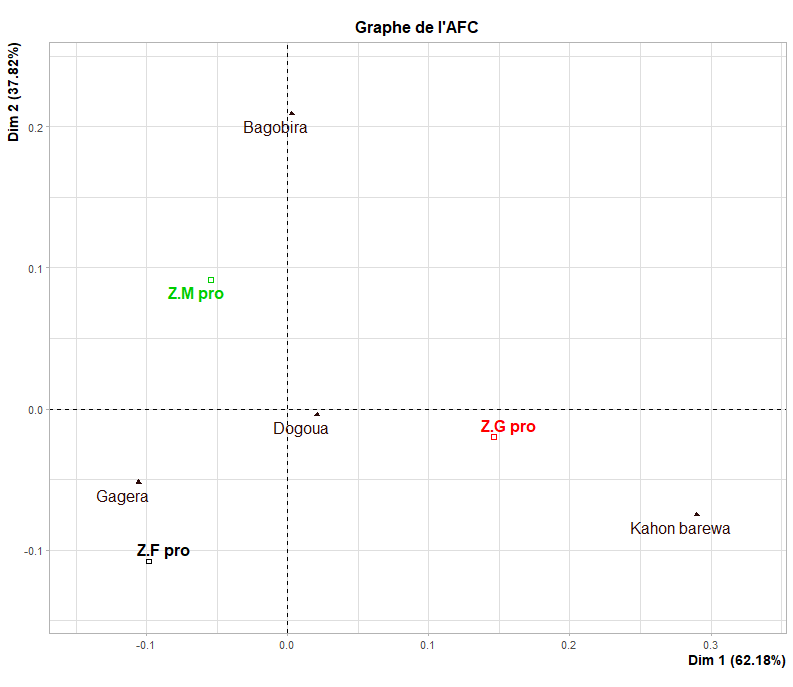 Graphe de l'AFC
Dim 2 (37.82%)
0.2
0.1
0.0
-0.1
Bagobira
Z.M pro
Dogoua
Z.G pro
Gagera
Kahon barewa
Z.F pro
-0.1
0.0
0.1
0.2
0.3
Dim 1 (62.18%)